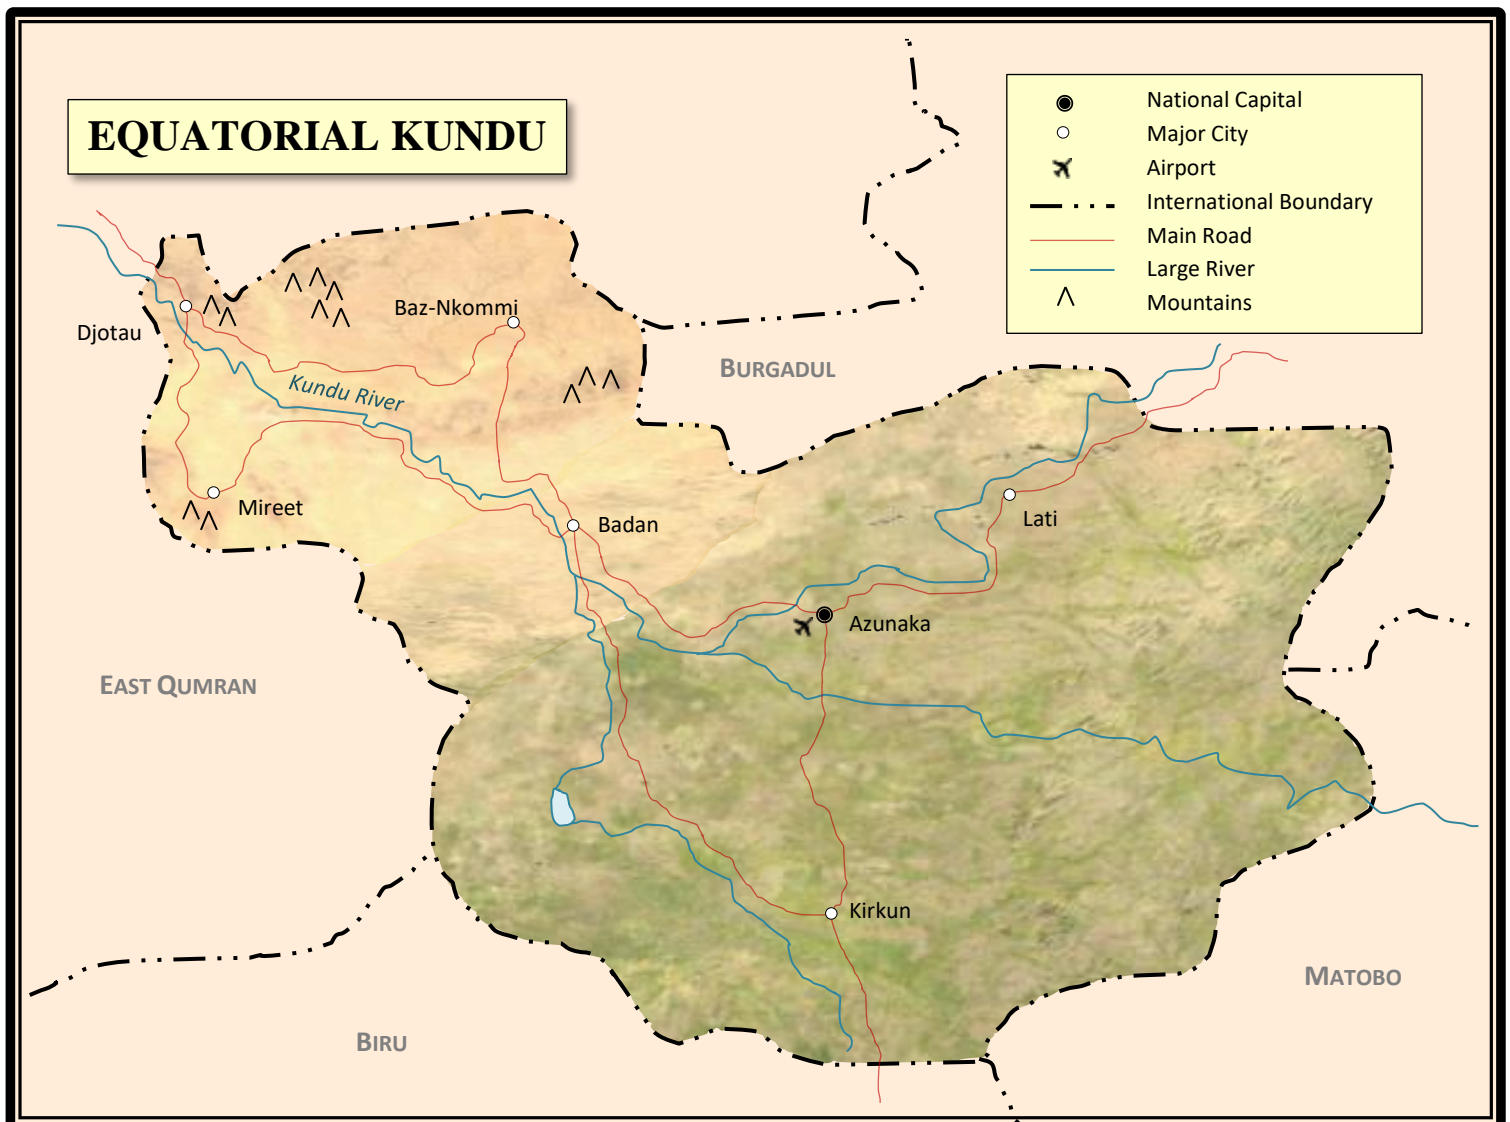 EQUATORIAL KUNDU
National Capital
Major City
Airport
International Boundary
Main Road
Large River
Mountains
Djotau
Baz-Nkommi
BURGADUL
Kundu River
Mireet
Badan
Lati
Azunaka
EAST QUMRAN
Kirkun
MATOBO
BIRU